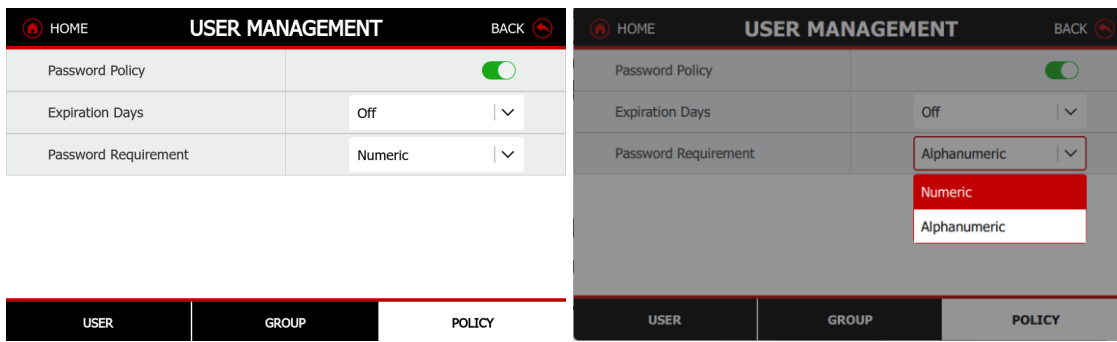 HOME USER MANAGEMENT BACK
Password Policy
Expiration Days Off
Password Requirement Numeric
USER GROUP POLICY
HOME USER MANAGEMENT BACK
Password Policy
Expiration Days Off
Password Requirement Alphanumeric
Numeric
Alphanumeric
USER GROUP POLICY